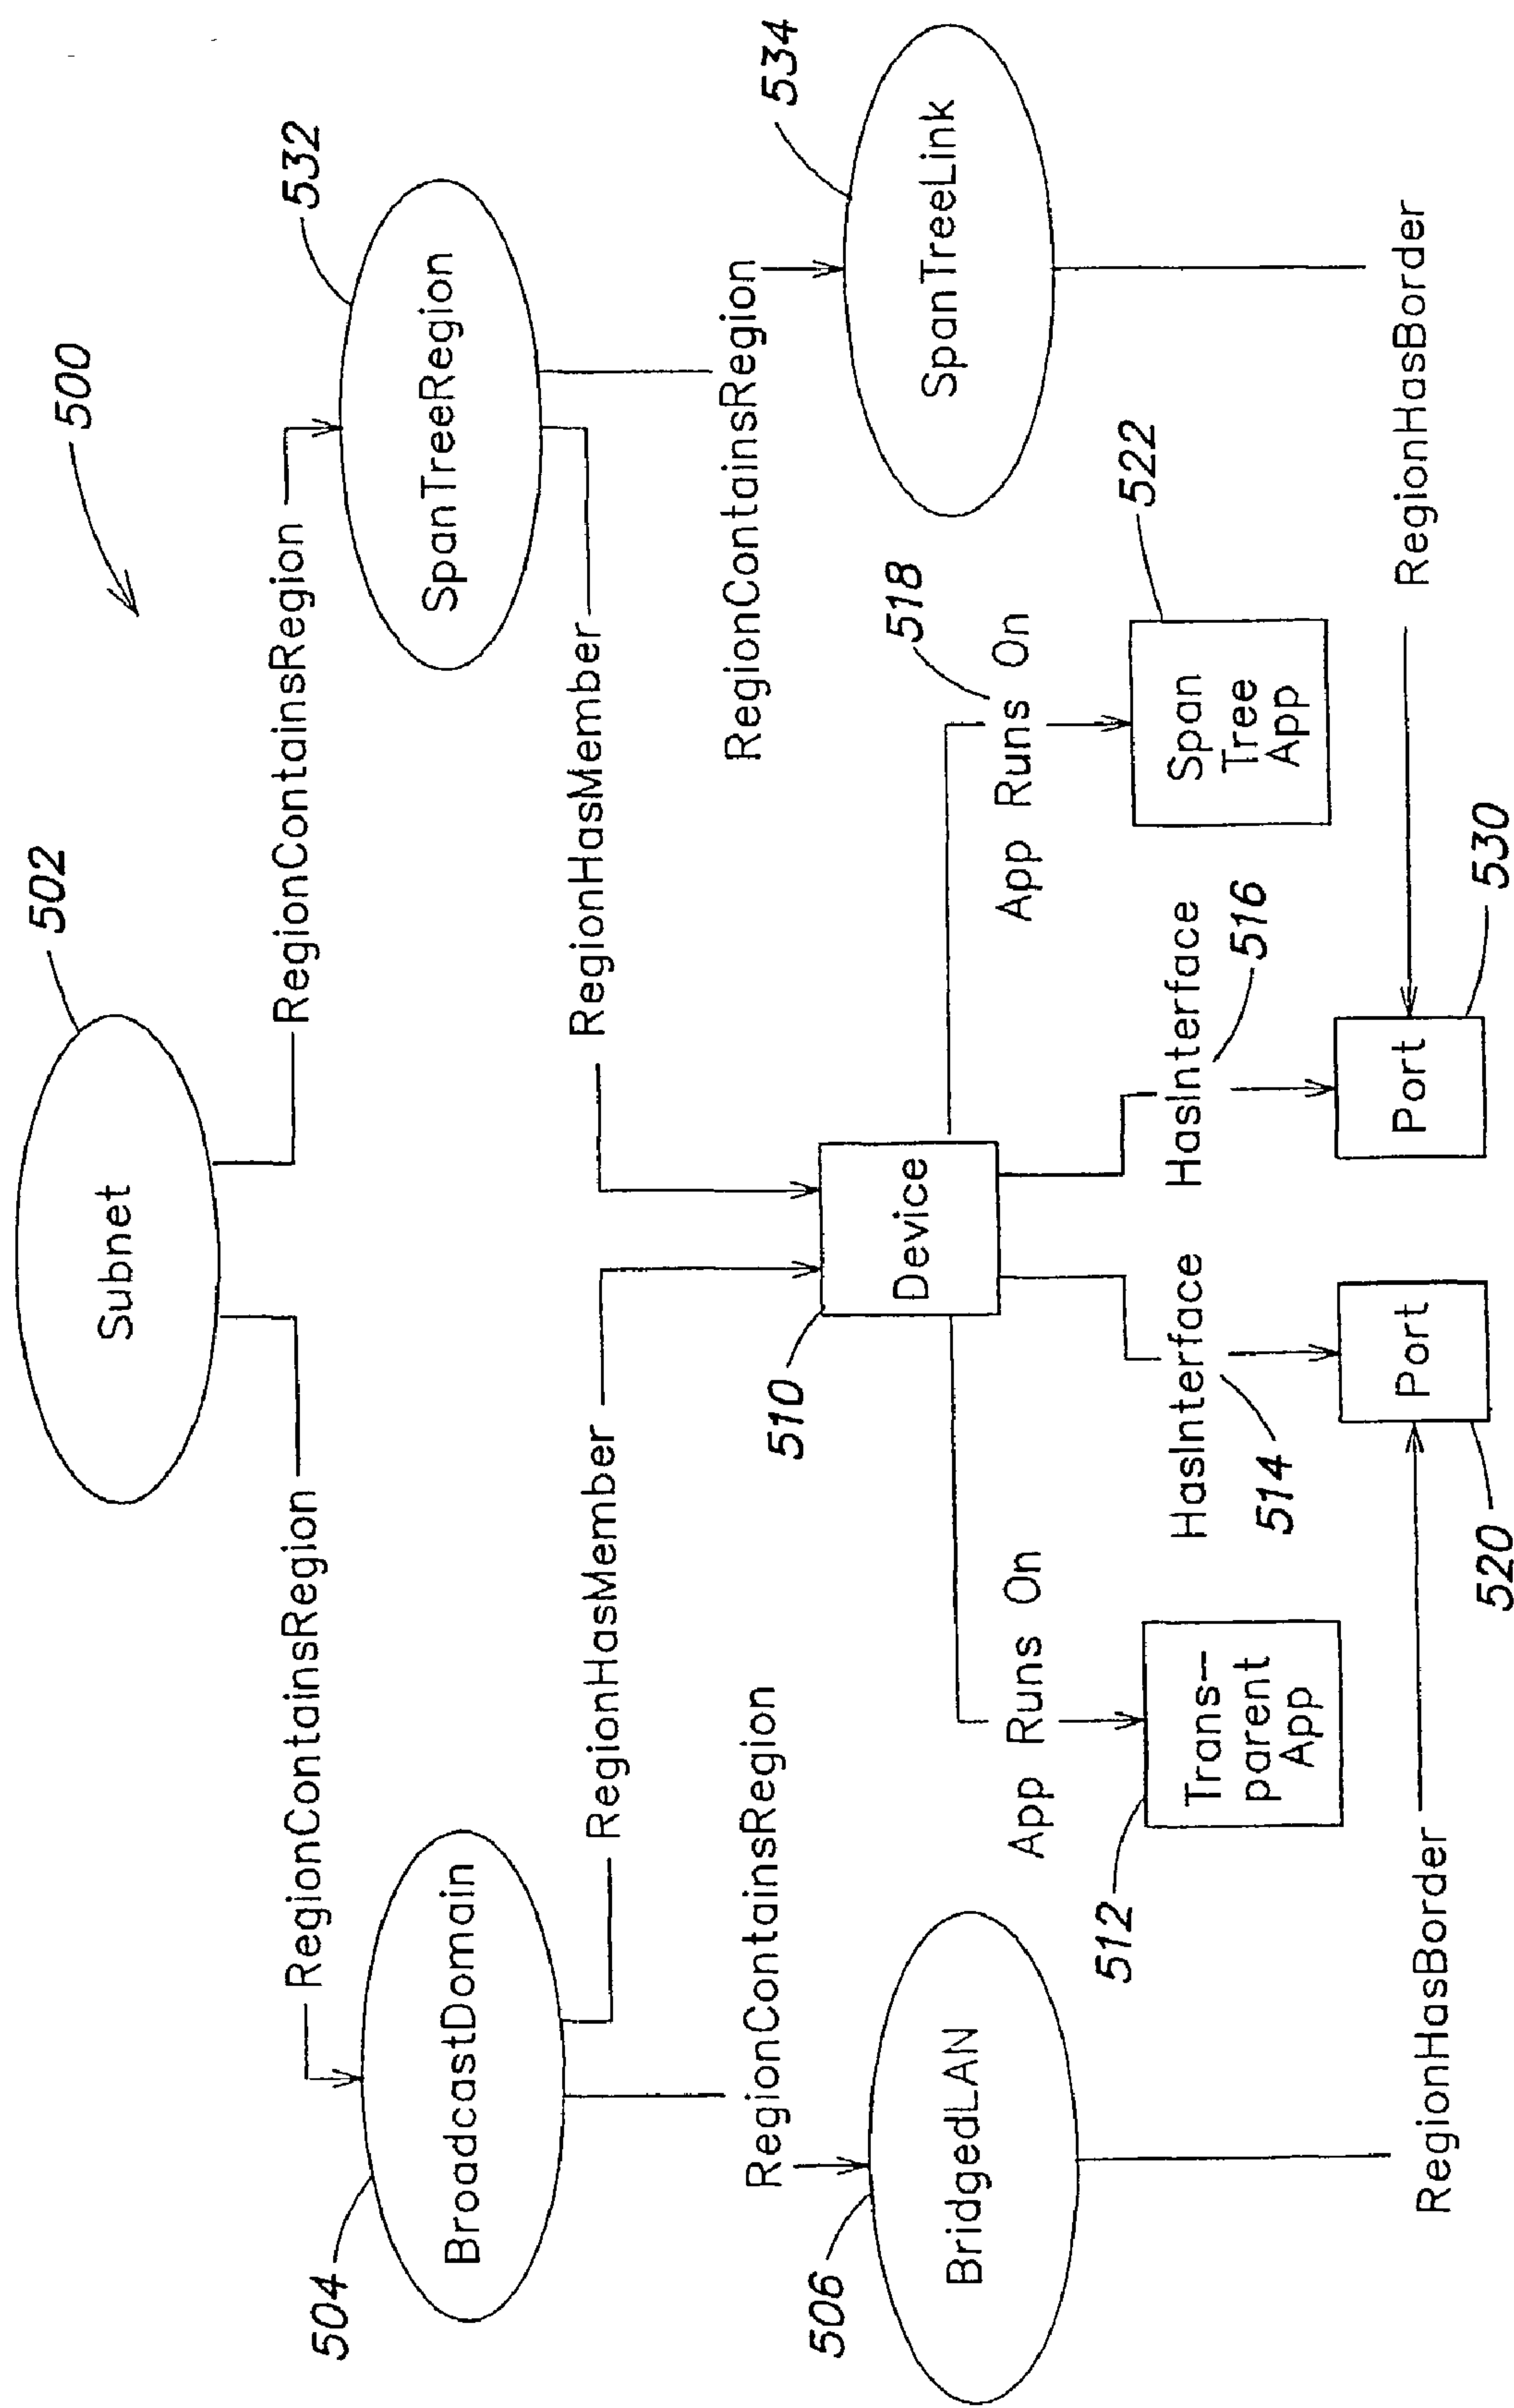 500
502
Subnet
RegionContainsRegion
RegionContainsRegion
504
BroadcastDomain
532
SpanTreeRegion
RegionHasMember
RegionHasMember
RegionContainsRegion
RegionContainsRegion
506
BridgedLAN
510
Device
534
SpanTreeLink
App Runs On
518
App Runs On
512
Trans-
parent
App
HasInterface
514
HasInterface
516
522
Span
Tree
App
RegionHasBorder
520
Port
Port
530
RegionHasBorder